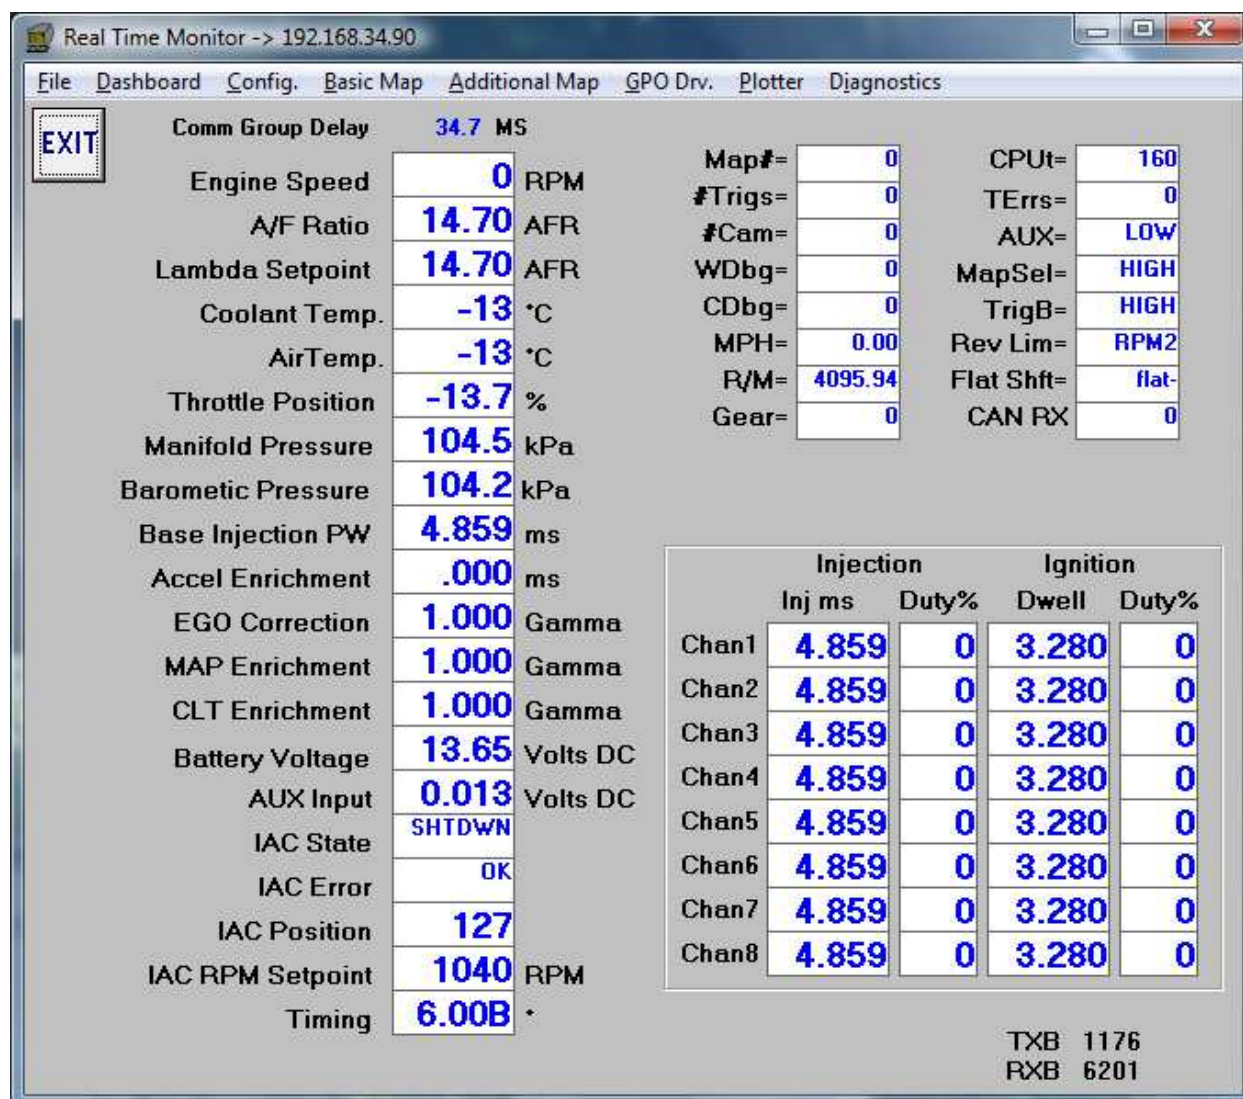 Real Time Monitor -> 192.168.34.90
File Dashboard Config. Basic Map Additional Map GPO Drv. Plotter Diagnostics
EXIT
Comm Group Delay 34.7 MS
Engine Speed 0 RPM
A/F Ratio 14.70 AFR
Lambda Setpoint 14.70 AFR
Coolant Temp. -13 °C
AirTemp. -13 °C
Throttle Position -13.7 %
Manifold Pressure 104.5 kPa
Barometic Pressure 104.2 kPa
Base Injection PW 4.859 ms
Accel Enrichment .000 ms
EGO Correction 1.000 Gamma
MAP Enrichment 1.000 Gamma
CLT Enrichment 1.000 Gamma
Battery Voltage 13.65 Volts DC
AUX Input 0.013 Volts DC
IAC State SHTDWN
IAC Error OK
IAC Position 127
IAC RPM Setpoint 1040 RPM
Timing 6.00B °
Map#= 0 CPUt= 160
#Trigs= 0 TErrs= 0
#Cam= 0 AUX= LOW
WDbg= 0 MapSel= HIGH
CDbg= 0 TrigB= HIGH
MPH= 0.00 Rev Lim= RPM2
R/M= 4095.94 Flat Shft= flat-
Gear= 0 CAN RX 0
Injection Ignition
Inj ms Duty% Dwell Duty%
Chan1 4.859 0 3.280 0
Chan2 4.859 0 3.280 0
Chan3 4.859 0 3.280 0
Chan4 4.859 0 3.280 0
Chan5 4.859 0 3.280 0
Chan6 4.859 0 3.280 0
Chan7 4.859 0 3.280 0
Chan8 4.859 0 3.280 0
TXB 1176
RXB 6201